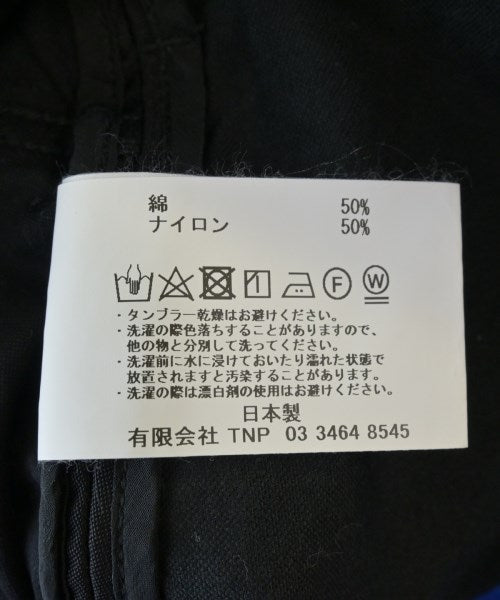 綿 50%
ナイロン 50%
F W
・タンブラー乾燥はお避けください。
・洗濯の際色落ちすることがありますので、
他の物と分別して洗ってください。
・洗濯前に水に浸けておいたり濡れた状態で
放置されますと汚染することがあります。
・洗濯の際は漂白剤の使用はお避けください。
日本製
有限会社 TNP 03 3464 8545